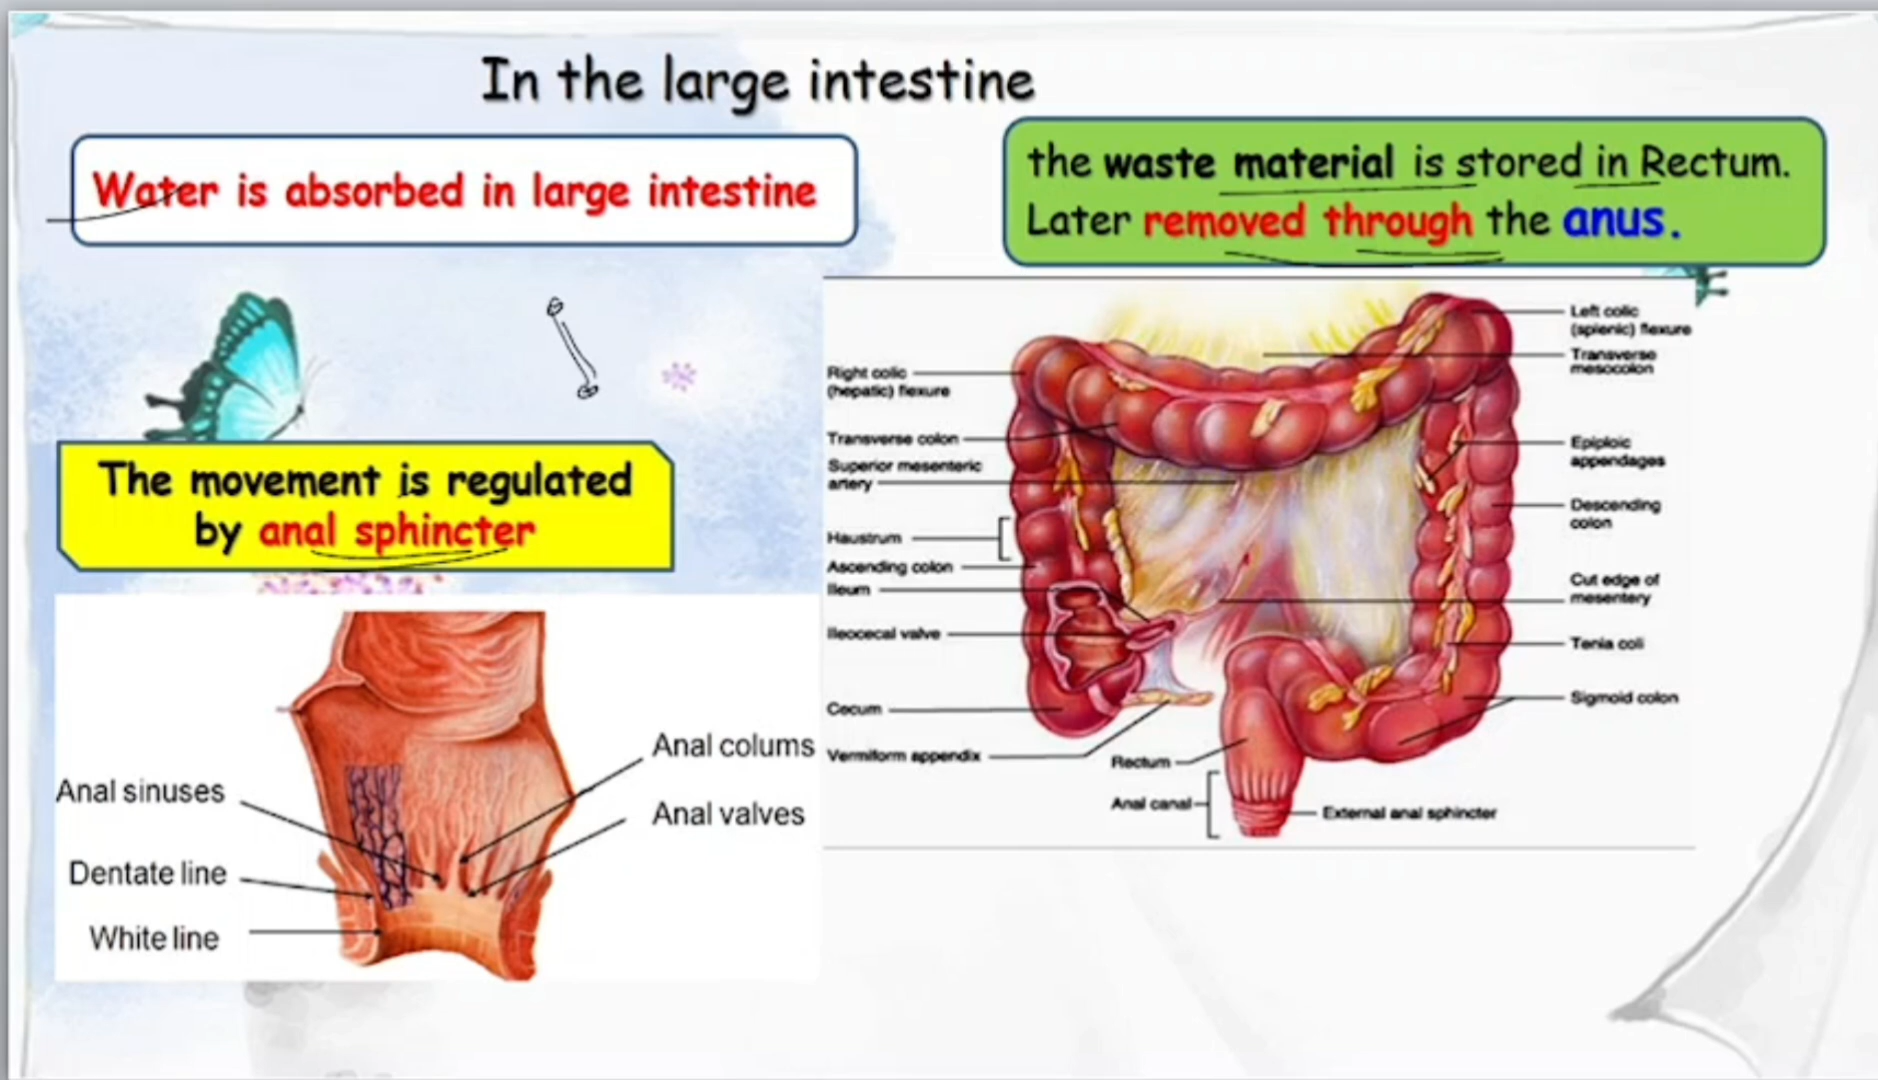 In the large intestine
Water is absorbed in large intestine
the waste material is stored in Rectum.
Later removed through the anus.
The movement is regulated
by anal sphincter
Anal colums
Anal sinuses
Anal valves
Dentate line
White line
Right colic
(hepatic) flexure
Transverse colon
Superior mesenteric
artery
Haustrum
Ascending colon
Ileum
Ileocecal valve
Cecum
Vermiform appendix
Rectum
Anal canal
External anal sphincter
Left colic
(splenic) flexure
Transverse
mesocolon
Epiploic
appendages
Descending
colon
Cut edge of
mesentery
Tenia coli
Sigmoid colon